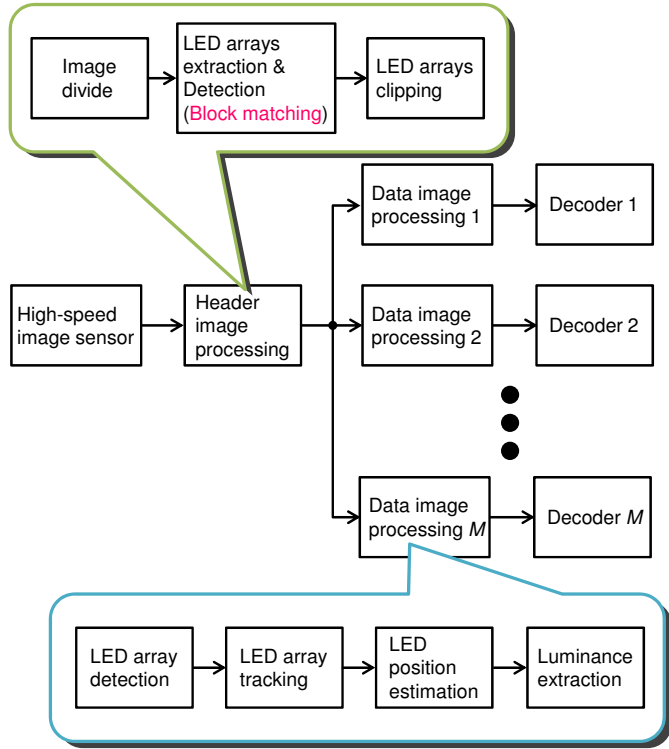 Image
divide
LED arrays
extraction &
Detection
(Block matching)
LED arrays
clipping
Data image
processing 1
Decoder 1
High-speed
image sensor
Header
image
processing
Data image
processing 2
Decoder 2
Data image
processing M
Decoder M
LED array
detection
LED array
tracking
LED
position
estimation
Luminance
extraction